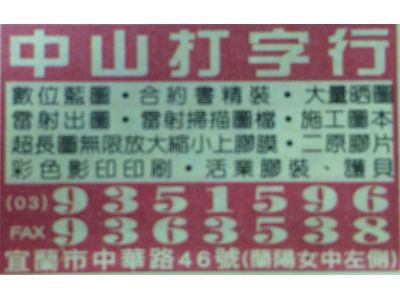 中山打字行
數位藍圖·合約書精裝·大量晒圖
雷射出圖·雷射掃描圖檔·施工圖本
超長圖無限放大縮小上膠膜·二原膠片
彩色影印印刷·活業膠裝、護貝
(03) 9351596
FAX 9363538
宜蘭市中華路46號(蘭陽女中左側)